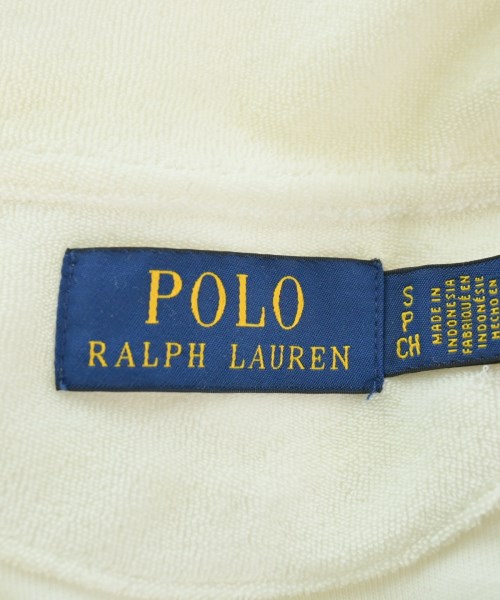 POLO
RALPH LAUREN
S
P
CH
MADE IN
INDONESIA
FABRIQUÉ EN
INDONÉSIE
HECHO EN